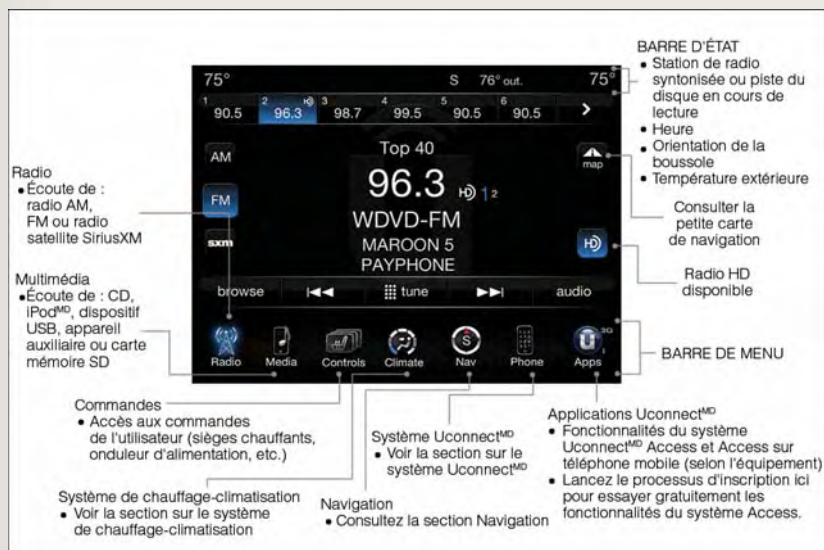 BARRE D'ÉTAT
• Station de radio
syntonisée ou piste du
disque en cours de
lecture
• Heure
• Orientation de la
boussole
• Température extérieure
75°
S 76° out.
75°
1 90.5
2 96.3 HD
3 98.7
4 99.5
5 90.5
6 90.5
Top 40
AM
map
96.3 HD 1 2
FM
WDVD-FM
sxm
MAROON 5
HD
PAYPHONE
browse
tune
audio
Radio
Media
Controls
Climate
S
Nav
Phone
U
3G
Apps
Radio
• Écoute de :
radio AM,
FM ou radio
satellite SiriusXM
Multimédia
• Écoute de : CD,
iPodMD, dispositif
USB, appareil
auxiliaire ou carte
mémoire SD
Consulter la
petite carte
de navigation
Radio HD
disponible
BARRE DE MENU
Commandes
• Accès aux commandes
de l'utilisateur (sièges chauffants,
onduleur d'alimentation, etc.)
Système de chauffage-climatisation
• Voir la section sur le système
de chauffage-climatisation
Système UconnectMD
• Voir la section sur le
système UconnectMD
Navigation
• Consultez la section Navigation
Applications UconnectMD
• Fonctionnalités du système
UconnectMD Access et Access sur
téléphone mobile (selon l'équipement)
• Lancez le processus d'inscription ici
pour essayer gratuitement les
fonctionnalités du système Access.